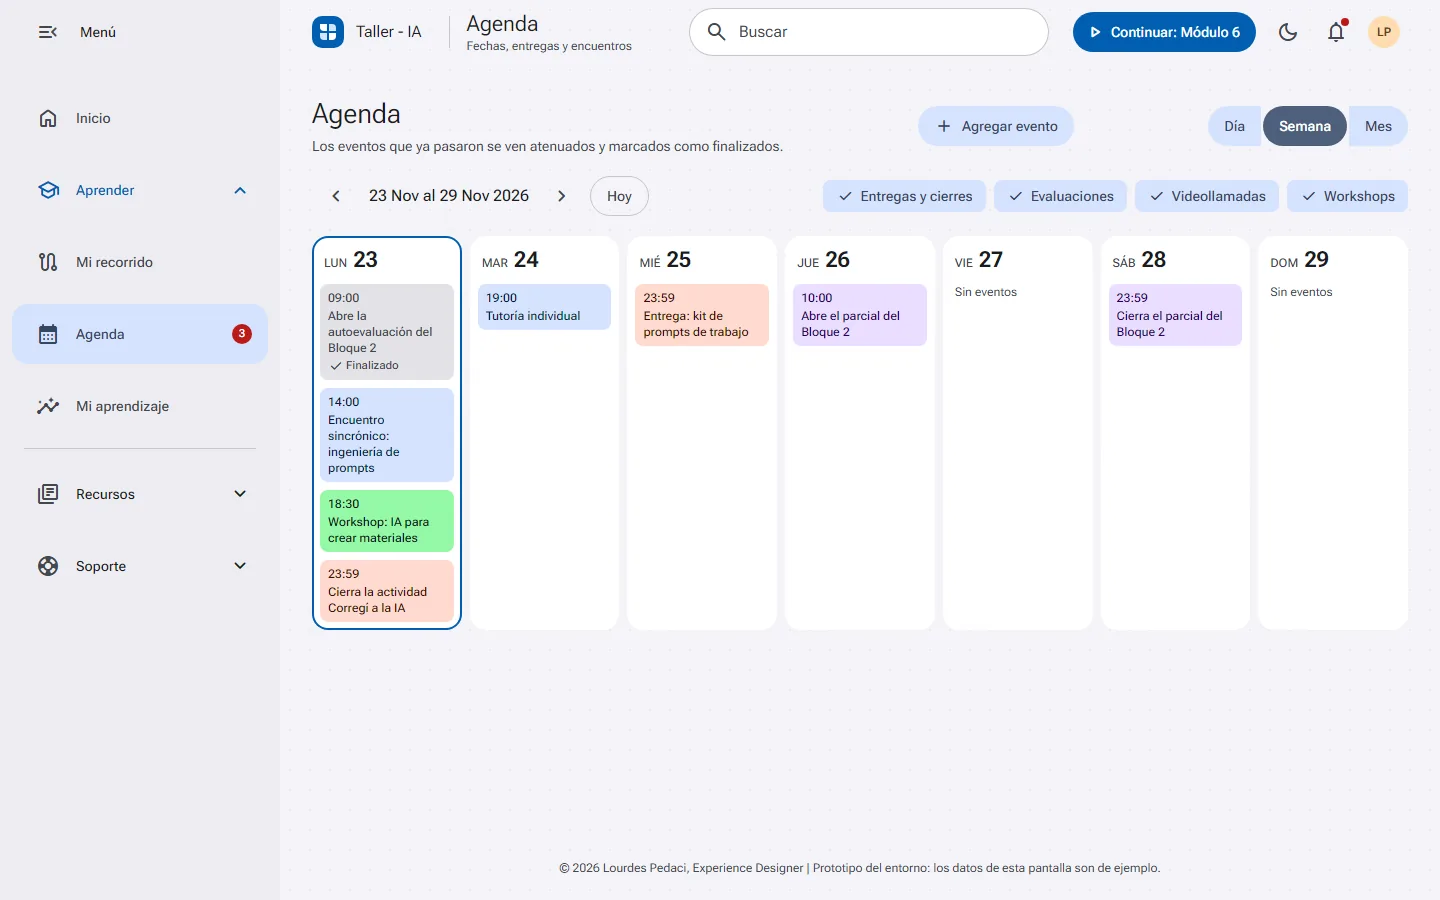 Menú
Inicio
Aprender
Mi recorrido
Agenda
3
Mi aprendizaje
Recursos
Soporte
Taller - IA
Agenda
Fechas, entregas y encuentros
Buscar
Continuar: Módulo 6
LP
Agenda
Los eventos que ya pasaron se ven atenuados y marcados como finalizados.
Agregar evento
Día
Semana
Mes
23 Nov al 29 Nov 2026
Hoy
Entregas y cierres
Evaluaciones
Videollamadas
Workshops
LUN 23
09:00
Abre la
autoevaluación del
Bloque 2
Finalizado
14:00
Encuentro
sincrónico:
ingeniería de
prompts
18:30
Workshop: IA para
crear materiales
23:59
Cierra la actividad
Corregí a la IA
MAR 24
19:00
Tutoría individual
MIÉ 25
23:59
Entrega: kit de
prompts de trabajo
JUE 26
10:00
Abre el parcial del
Bloque 2
VIE 27
Sin eventos
SÁB 28
23:59
Cierra el parcial del
Bloque 2
DOM 29
Sin eventos
© 2026 Lourdes Pedaci, Experience Designer | Prototipo del entorno: los datos de esta pantalla son de ejemplo.